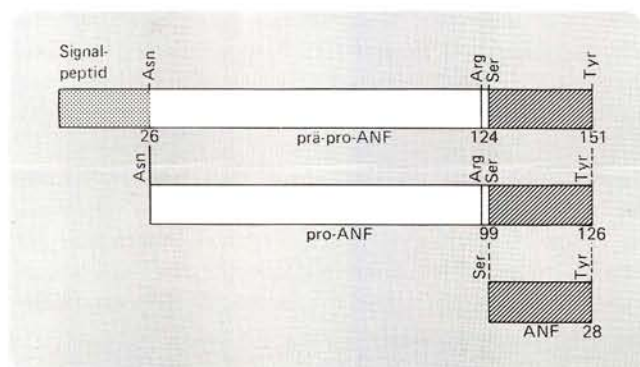 Signal-
peptid
Asn
Arg
Ser
Tyr
26
prä-pro-ANF
124
151
Asn
Arg
Ser
Tyr
pro-ANF
99
126
Ser
Tyr
ANF
28